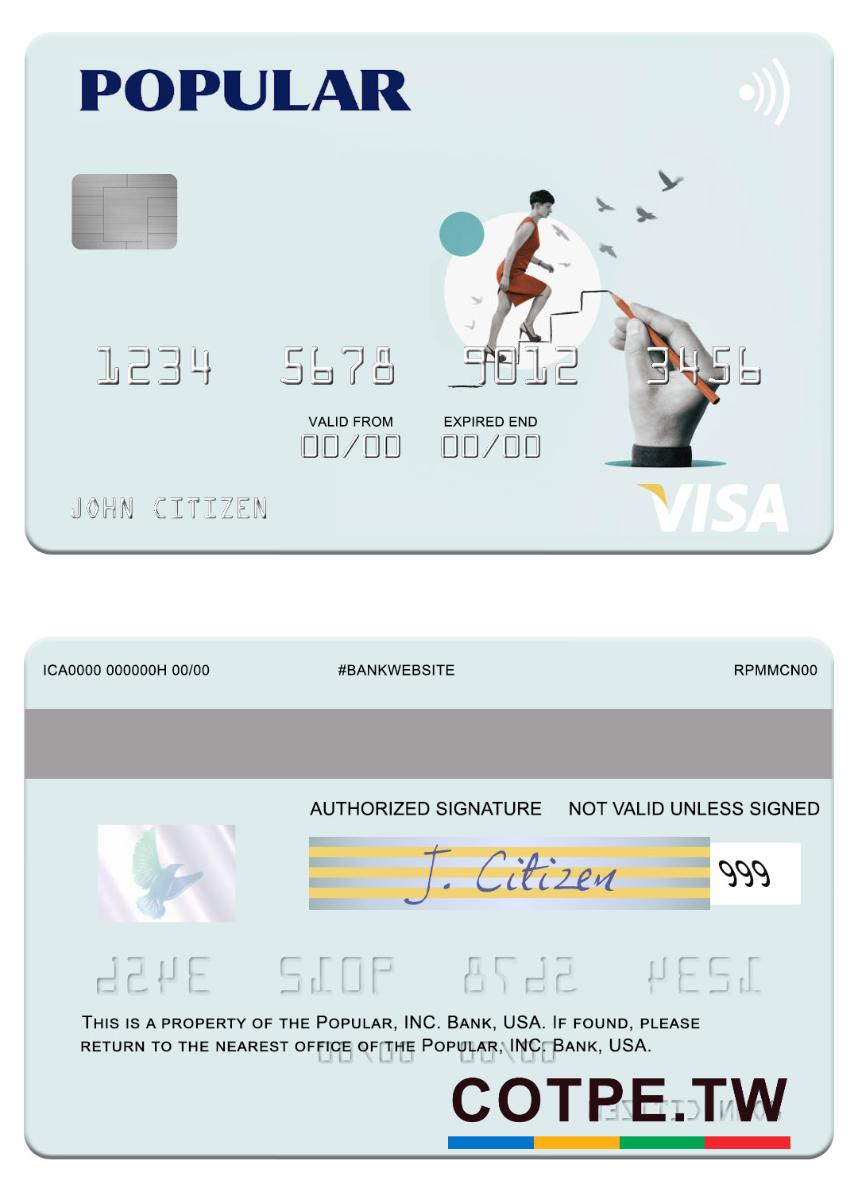 POPULAR
1234 5678 9012 3456
VALID FROM EXPIRED END
00/00 00/00
JOHN CITIZEN
VISA
ICA0000 000000H 00/00 #BANKWEBSITE RPMMCN00
AUTHORIZED SIGNATURE NOT VALID UNLESS SIGNED
J. Citizen 999
THIS IS A PROPERTY OF THE POPULAR, INC. BANK, USA. IF FOUND, PLEASE
RETURN TO THE NEAREST OFFICE OF THE POPULAR, INC. BANK, USA.
COTPE.TW